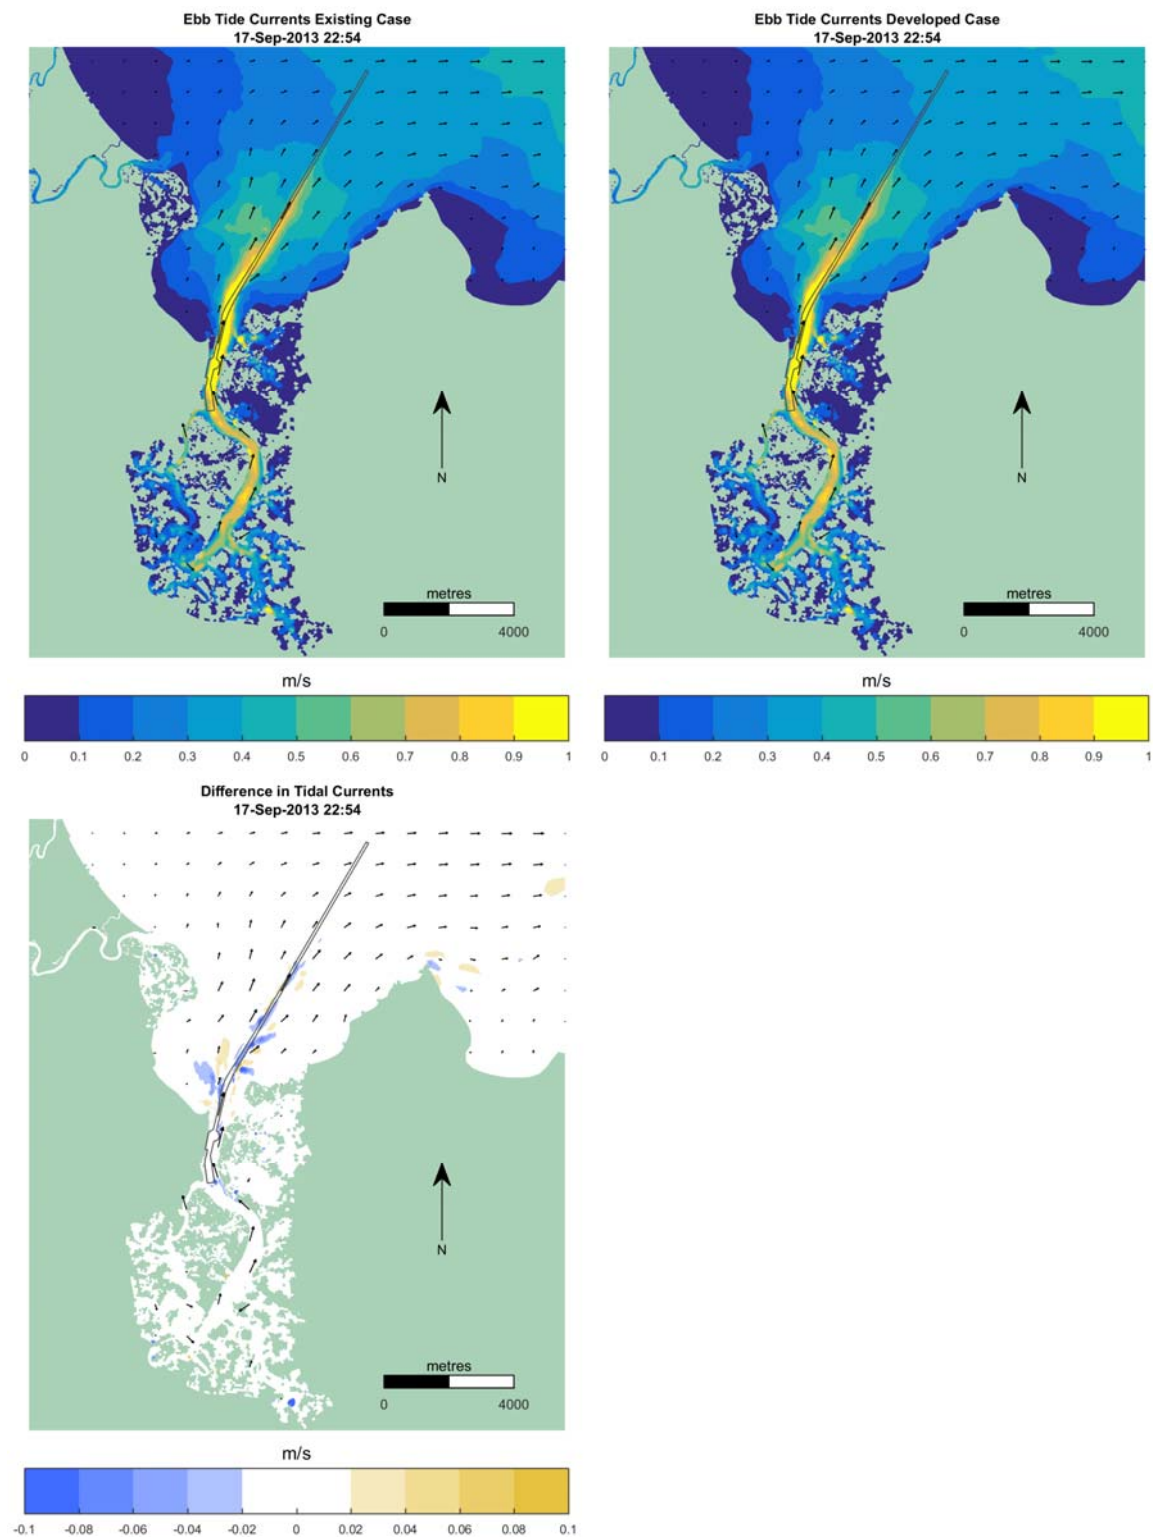 Ebb Tide Currents Existing Case
17-Sep-2013 22:54
N
metres
0 4000
m/s
0 0.1 0.2 0.3 0.4 0.5 0.6 0.7 0.8 0.9 1
Ebb Tide Currents Developed Case
17-Sep-2013 22:54
N
metres
0 4000
m/s
0 0.1 0.2 0.3 0.4 0.5 0.6 0.7 0.8 0.9 1
Difference in Tidal Currents
17-Sep-2013 22:54
N
metres
0 4000
m/s
-0.1 -0.08 -0.06 -0.04 -0.02 0 0.02 0.04 0.06 0.08 0.1